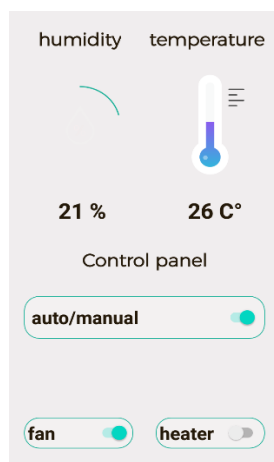 humidity temperature
21 % 26 C°
Control panel
auto/manual
fan heater